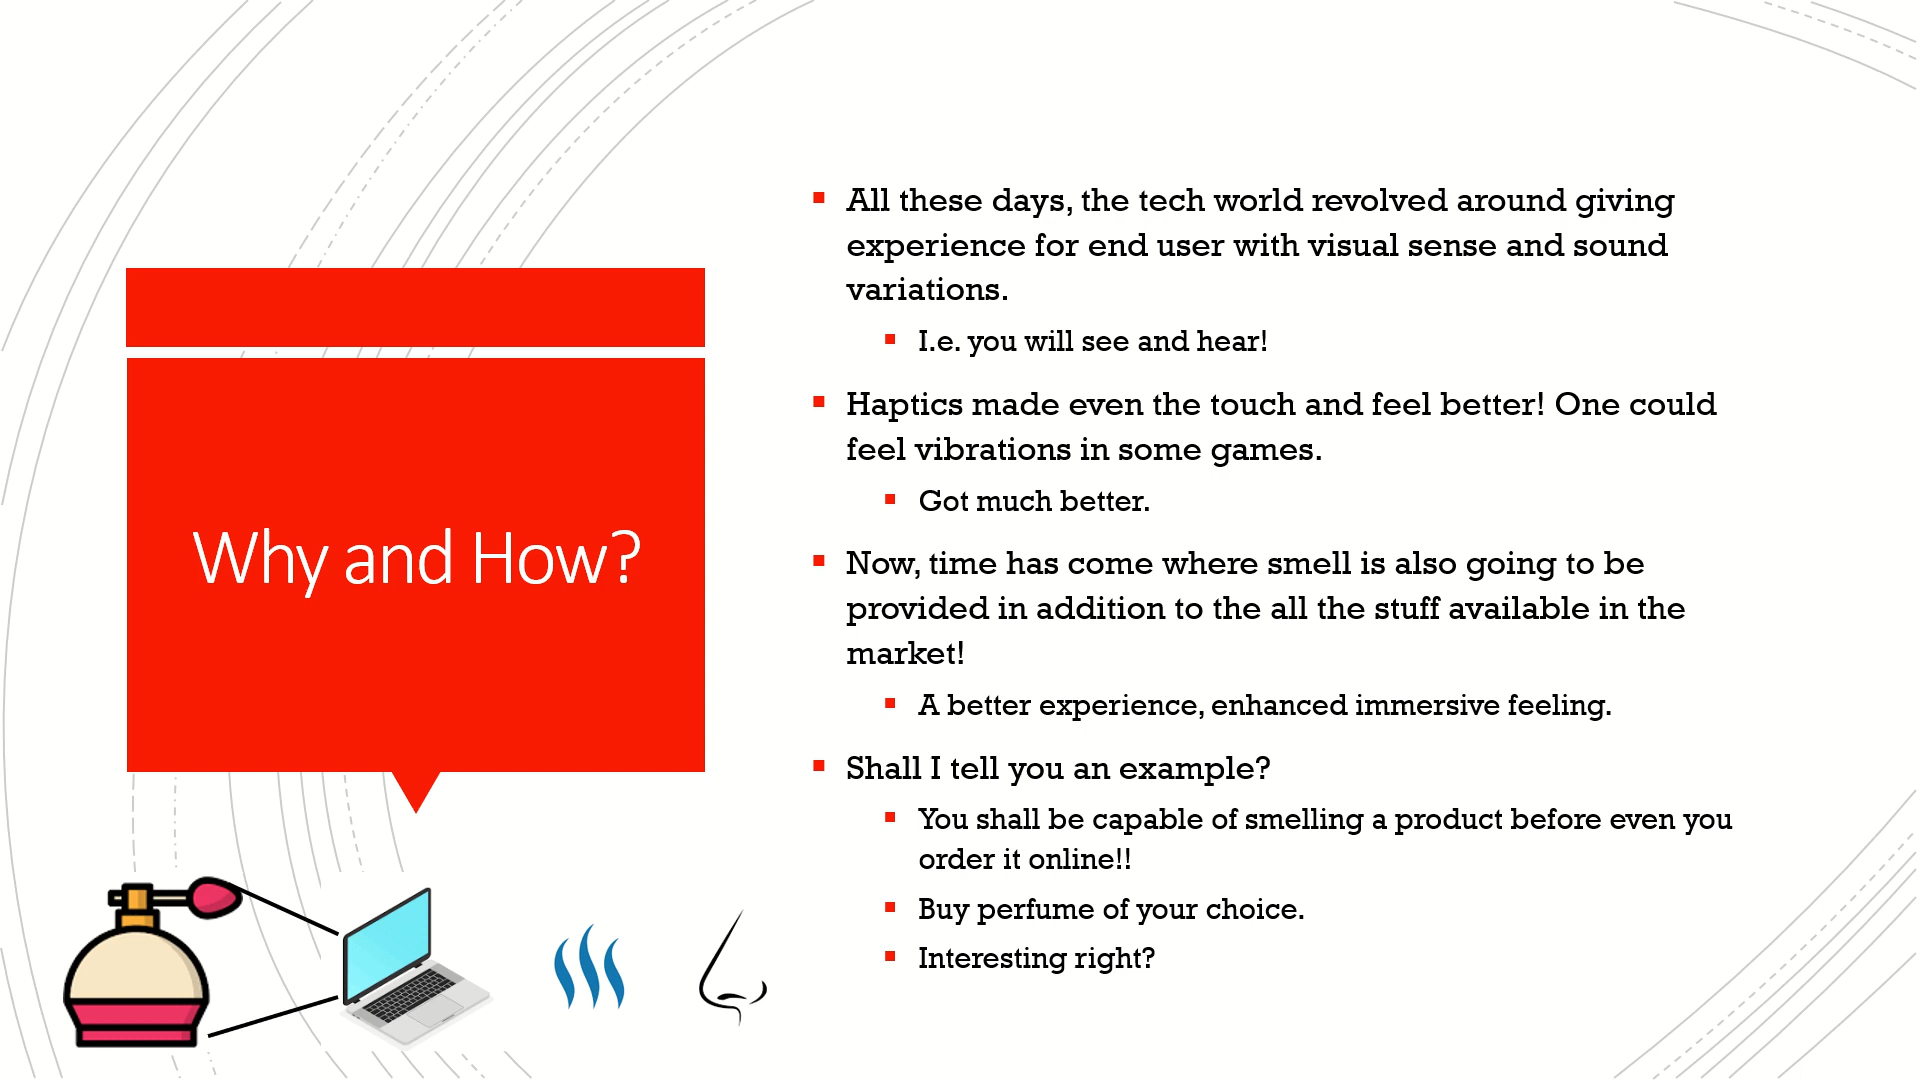 Why and How?
All these days, the tech world revolved around giving
experience for end user with visual sense and sound
variations.
I.e. you will see and hear!
Haptics made even the touch and feel better! One could
feel vibrations in some games.
Got much better.
Now, time has come where smell is also going to be
provided in addition to the all the stuff available in the
market!
A better experience, enhanced immersive feeling.
Shall I tell you an example?
You shall be capable of smelling a product before even you
order it online!!
Buy perfume of your choice.
Interesting right?